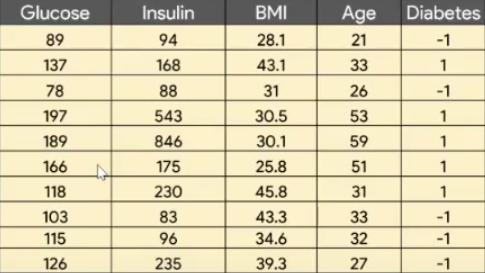 Glucose Insulin BMI Age Diabetes
89 94 28.1 21 -1
137 168 43.1 33 1
78 88 31 26 -1
197 543 30.5 53 1
189 846 30.1 59 1
166 175 25.8 51 1
118 230 45.8 31 1
103 83 43.3 33 -1
115 96 34.6 32 -1
126 235 39.3 27 -1